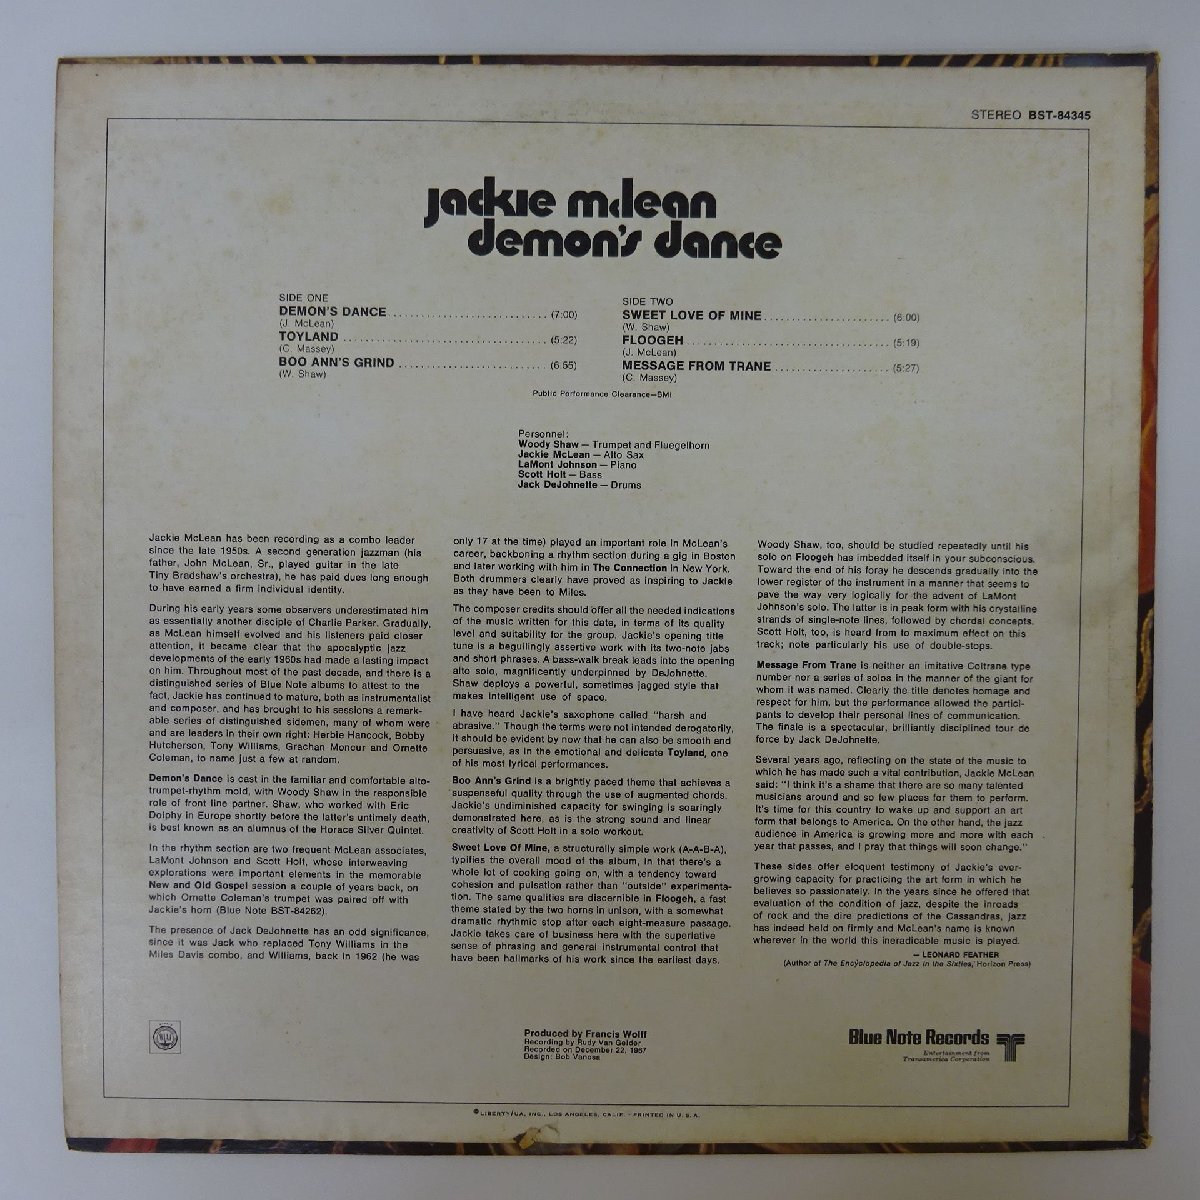 STEREO BST-84345
jackie mclean
demon's dance
SIDE ONE
DEMON'S DANCE (7:00)
(J. McLean)
TOYLAND (5:22)
(C. Massey)
BOO ANN'S GRIND (6:55)
(W. Shaw)
SIDE TWO
SWEET LOVE OF MINE (6:00)
(W. Shaw)
FLOOGEH (5:19)
(J. McLean)
MESSAGE FROM TRANE (5:27)
(C. Massey)
Public Performance Clearance—BMI
Personnel:
Woody Shaw — Trumpet and Fluegelhorn
Jackie McLean — Alto Sax
LaMont Johnson — Piano
Scott Holt — Bass
Jack DeJohnette — Drums
Jackie McLean has been recording as a combo leader
since the late 1950s. A second generation jazzman (his
father, John McLean, Sr., played guitar in the late
Tiny Bradshaw's orchestra), he has paid dues long enough
to have earned a firm individual identity.
During his early years some observers underestimated him
as essentially another disciple of Charlie Parker. Gradually,
as McLean himself evolved and his listeners paid closer
attention, it became clear that the apocalyptic jazz
developments of the early 1960s had made a lasting impact
on him. Throughout most of the past decade, and there is a
distinguished series of Blue Note albums to attest to the
fact, Jackie has continued to mature, both as instrumentalist
and composer, and has brought to his sessions a remark-
able series of distinguished sidemen, many of whom were
and are leaders in their own right: Herbie Hancock, Bobby
Hutcherson, Tony Williams, Grachan Moncur and Ornette
Coleman, to name just a few at random.
Demon's Dance is cast in the familiar and comfortable alto-
trumpet-rhythm mold, with Woody Shaw in the responsible
role of front line partner. Shaw, who worked with Eric
Dolphy in Europe shortly before the latter's untimely death,
is best known as an alumnus of the Horace Silver Quintet.
In the rhythm section are two frequent McLean associates,
LaMont Johnson and Scott Holt, whose interweaving
explorations were important elements in the memorable
New and Old Gospel session a couple of years back, on
which Ornette Coleman's trumpet was paired off with
Jackie's horn (Blue Note BST-84262).
The presence of Jack DeJohnette has an odd significance,
since it was Jack who replaced Tony Williams in the
Miles Davis combo, and Williams, back in 1962 (he was
only 17 at the time) played an important role in McLean's
career, backboning a rhythm section during a gig in Boston
and later working with him in The Connection in New York.
Both drummers clearly have proved as inspiring to Jackie
as they have been to Miles.
The composer credits should offer all the needed indications
of the music written for this date, in terms of its quality
level and suitability for the group. Jackie's opening title
tune is a beguilingly assertive work with its two-note jabs
and short phrases. A bass-walk break leads into the opening
alto solo, magnificently underpinned by DeJohnette.
Shaw deploys a powerful, sometimes jagged style that
makes intelligent use of space.
I have heard Jackie's saxophone called "harsh and
abrasive." Though the terms were not intended derogatorily,
it should be evident by now that he can also be smooth and
persuasive, as in the emotional and delicate Toyland, one
of his most lyrical performances.
Boo Ann's Grind is a brightly paced theme that achieves a
suspenseful quality through the use of augmented chords.
Jackie's undiminished capacity for swinging is soaringly
demonstrated here, as is the strong sound and linear
creativity of Scott Holt in a solo workout.
Sweet Love Of Mine, a structurally simple work (A-A-B-A),
typifies the overall mood of the album, in that there's a
whole lot of cooking going on, with a tendency toward
cohesion and pulsation rather than "outside" experimenta-
tion. The same qualities are discernible in Floogeh, a fast
theme stated by the two horns in unison, with a somewhat
dramatic rhythmic stop after each eight-measure passage.
Jackie takes care of business here with the superlative
sense of phrasing and general instrumental control that
have been hallmarks of his work since the earliest days.
Woody Shaw, too, should be studied repeatedly until his
solo on Floogeh has imbedded itself in your subconscious.
Toward the end of his foray he descends gradually into the
lower register of the instrument in a manner that seems to
pave the way very logically for the advent of LaMont
Johnson's solo. The latter is in peak form with his crystalline
strands of single-note lines, followed by chordal concepts.
Scott Holt, too, is heard from to maximum effect on this
track; note particularly his use of double-stops.
Message From Trane is neither an imitative Coltrane type
number nor a series of solos in the manner of the giant for
whom it was named. Clearly the title denotes homage and
respect for him, but the performance allowed the partici-
pants to develop their personal lines of communication.
The finale is a spectacular, brilliantly disciplined tour de
force by Jack DeJohnette.
Several years ago, reflecting on the state of the music to
which he has made such a vital contribution, Jackie McLean
said: "I think it's a shame that there are so many talented
musicians around and so few places for them to perform.
It's time for this country to wake up and support an art
form that belongs to America. On the other hand, the jazz
audience in America is growing more and more with each
year that passes, and I pray that things will soon change."
These sides offer eloquent testimony of Jackie's ever-
growing capacity for practicing the art form in which he
believes so passionately. In the years since he offered that
evaluation of the condition of jazz, despite the inroads
of rock and the dire predictions of the Cassandras, jazz
has indeed held on firmly and McLean's name is known
wherever in the world this ineradicable music is played.
— LEONARD FEATHER
(Author of The Encyclopedia of Jazz in the Sixties, Horizon Press)
Produced by Francis Wolff
Recording by Rudy Van Gelder
Recorded on December 22, 1967
Design: Bob Venosa
Blue Note Records
Entertainment from
Transamerica Corporation
© LIBERTY/UA, INC., LOS ANGELES, CALIF. · PRINTED IN U.S.A.